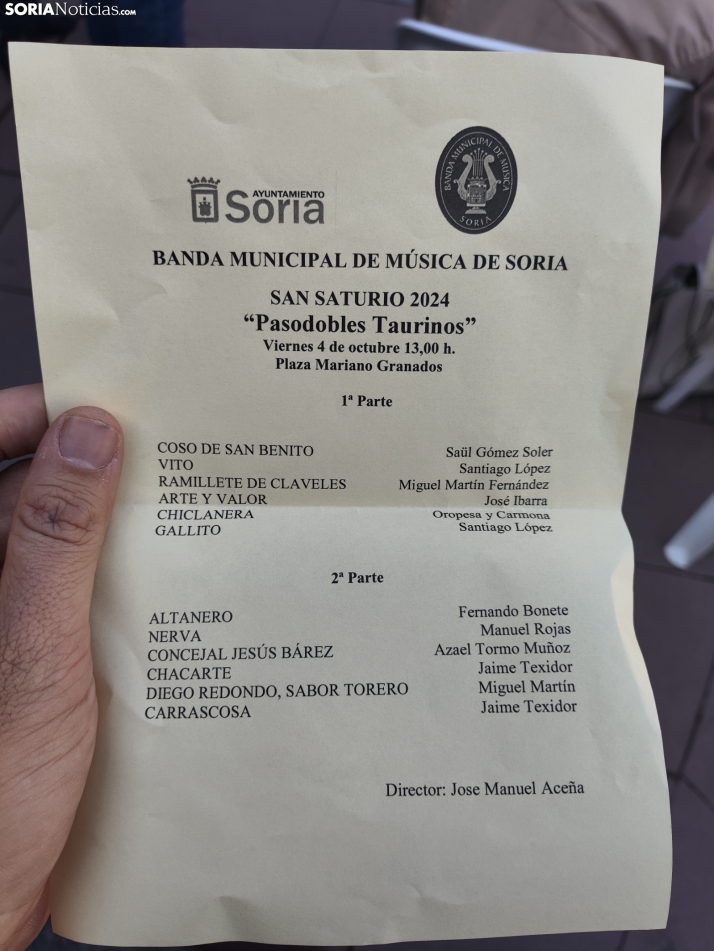 SORIANoticias.com
AYUNTAMIENTO
Soria
BANDA MUNICIPAL DE MÚSICA
SORIA
BANDA MUNICIPAL DE MÚSICA DE SORIA
SAN SATURIO 2024
“Pasodobles Taurinos”
Viernes 4 de octubre 13,00 h.
Plaza Mariano Granados
1ª Parte
COSO DE SAN BENITO Saül Gómez Soler
VITO Santiago López
RAMILLETE DE CLAVELES Miguel Martín Fernández
ARTE Y VALOR José Ibarra
CHICLANERA Oropesa y Carmona
GALLITO Santiago López
2ª Parte
ALTANERO Fernando Bonete
NERVA Manuel Rojas
CONCEJAL JESÚS BÁREZ Azael Tormo Muñoz
CHACARTE Jaime Texidor
DIEGO REDONDO, SABOR TORERO Miguel Martín
CARRASCOSA Jaime Texidor
Director: Jose Manuel Aceña